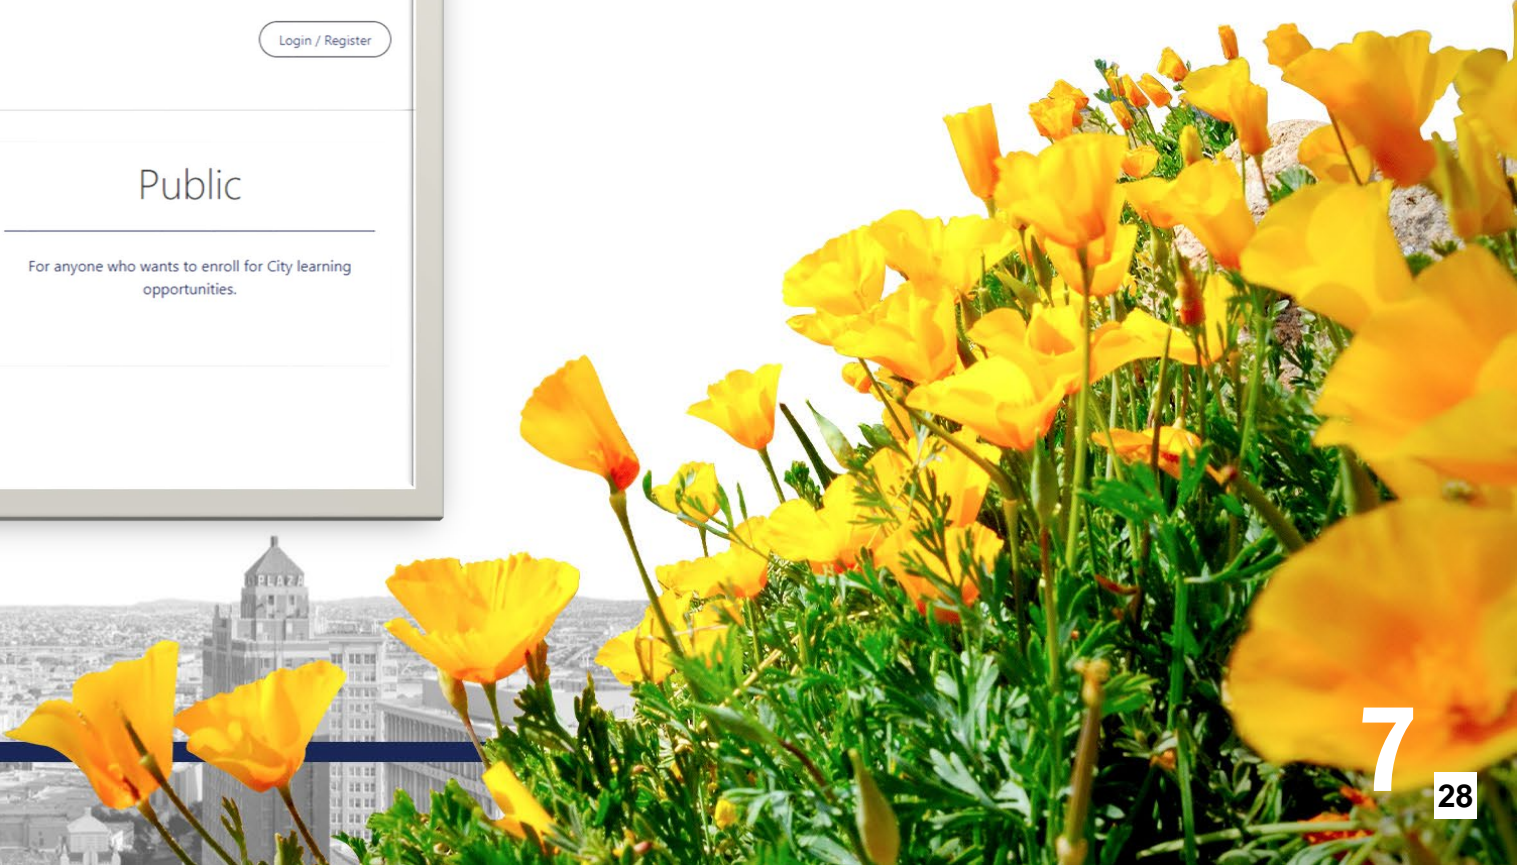 Login / Register
Public
For anyone who wants to enroll for City learning
opportunities.
PLAZA
7
28